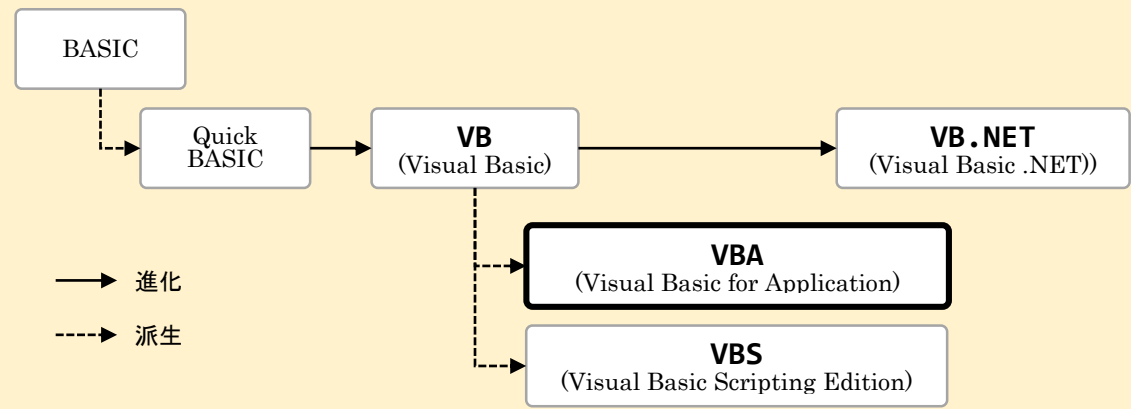 BASIC
Quick
BASIC
VB
(Visual Basic)
VB.NET
(Visual Basic .NET))
VBA
(Visual Basic for Application)
進化
派生
VBS
(Visual Basic Scripting Edition)